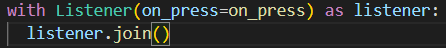 with Listener(on_press=on_press) as listener:
  listener.join()